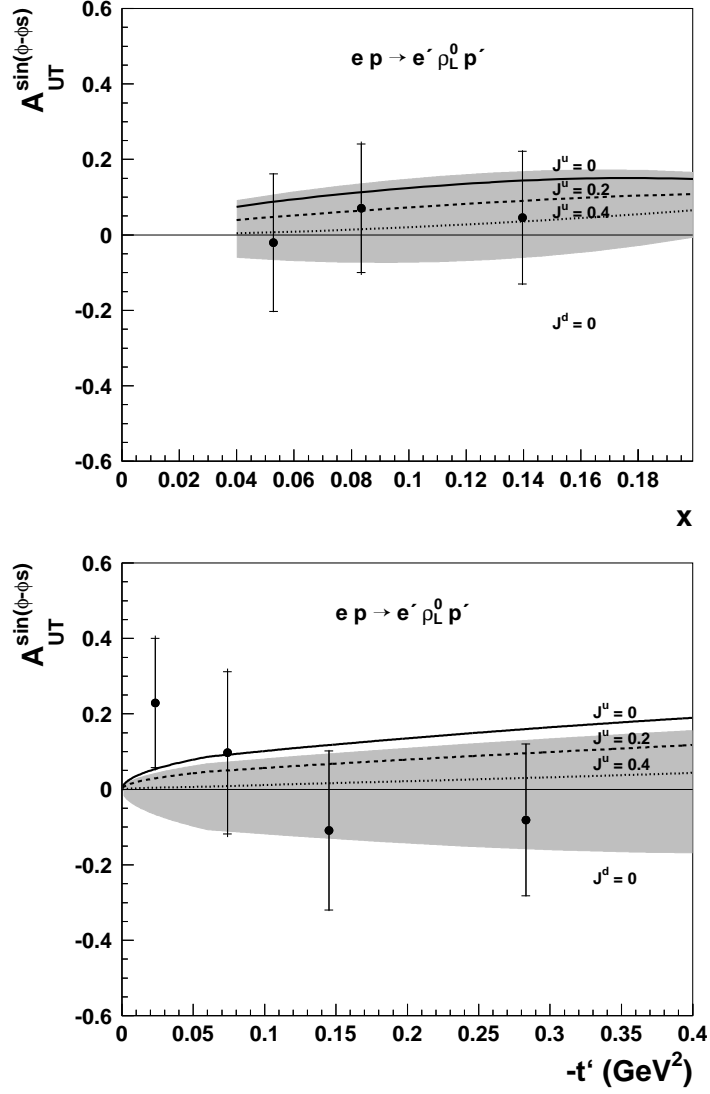 A_UT^sin(ϕ-ϕs)
0.6
e p → e´ ρ_L^0 p´
0.4
0.2
J^u = 0
J^u = 0.2
J^u = 0.4
0
-0.2
J^d = 0
-0.4
-0.6
0 0.02 0.04 0.06 0.08 0.1 0.12 0.14 0.16 0.18
x
A_UT^sin(ϕ-ϕs)
0.6
e p → e´ ρ_L^0 p´
0.4
0.2
J^u = 0
J^u = 0.2
J^u = 0.4
0
-0.2
J^d = 0
-0.4
-0.6
0 0.05 0.1 0.15 0.2 0.25 0.3 0.35 0.4
-t‘ (GeV²)